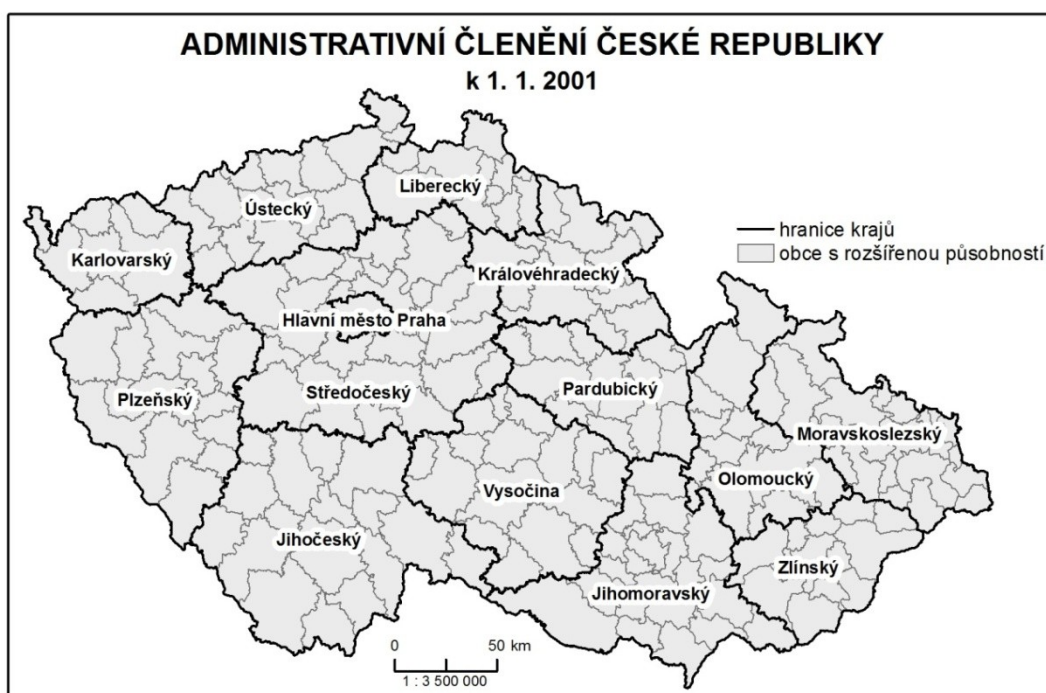 ADMINISTRATIVNÍ ČLENĚNÍ ČESKÉ REPUBLIKY
k 1. 1. 2001
Liberecký
Ústecký
hranice krajů
obce s rozšířenou působností
Karlovarský
Královéhradecký
Hlavní město Praha
Středočeský
Pardubický
Plzeňský
Moravskoslezský
Olomoucký
Vysočina
Jihočeský
Zlínský
Jihomoravský
0 50 km
1 : 3 500 000